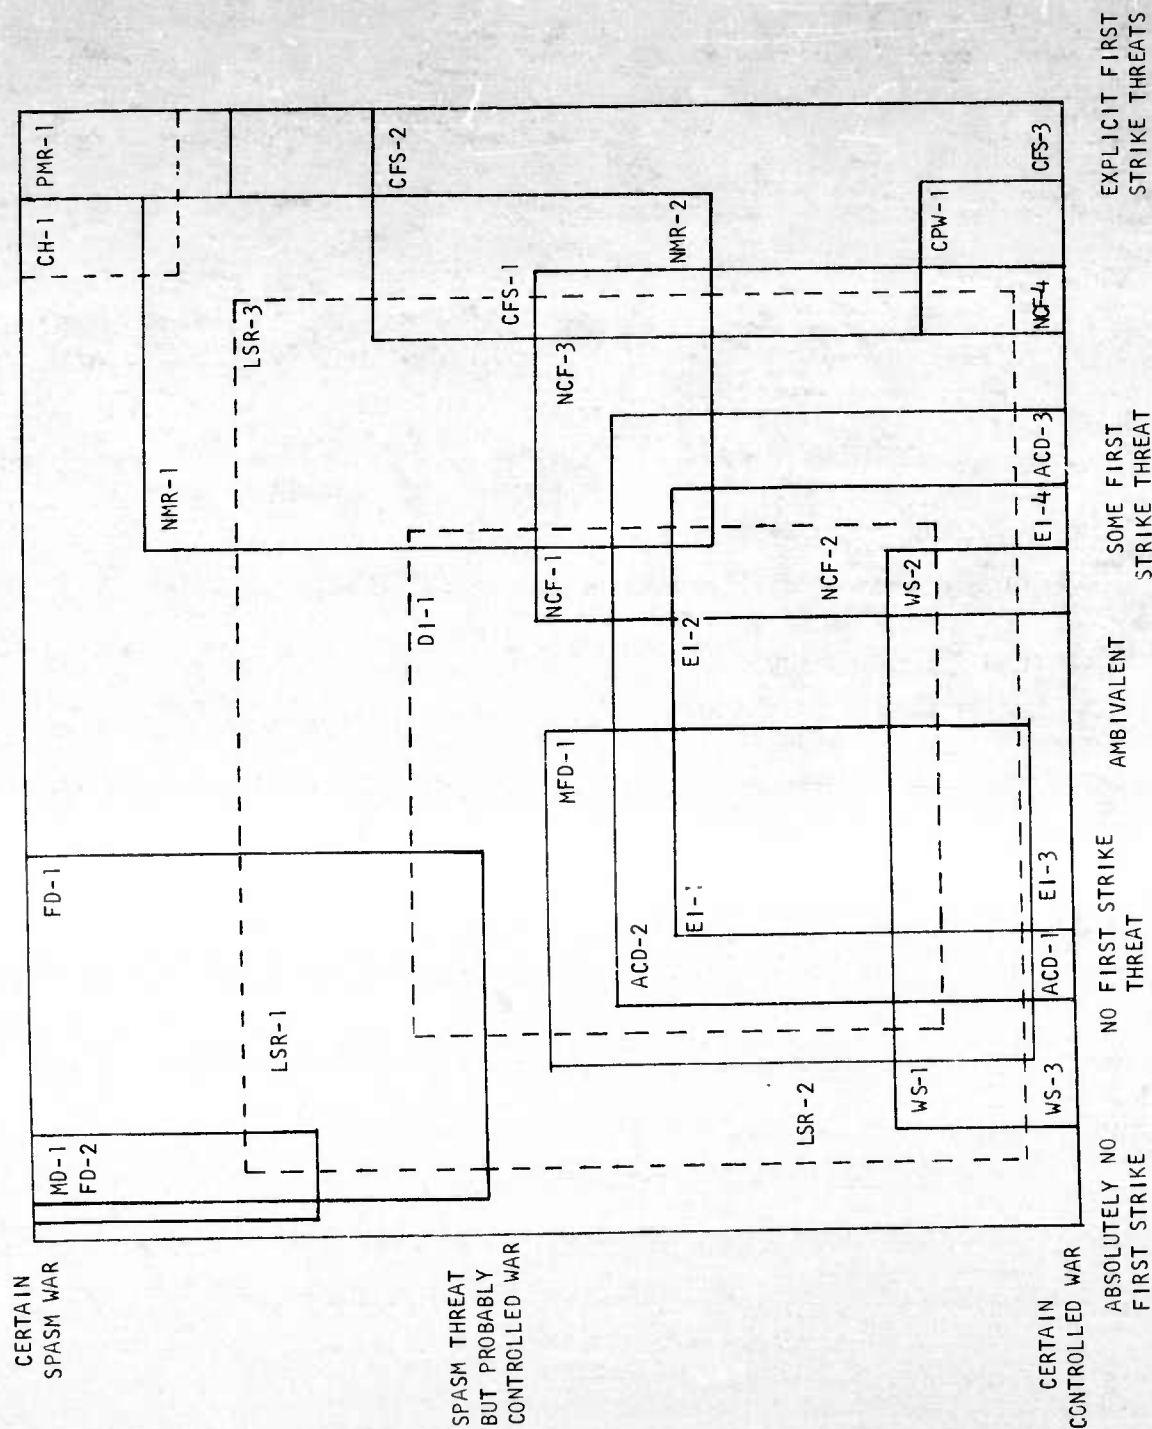 CERTAIN
SPASM WAR
MD-1
FD-2
FD-1
CH-1
PMR-1
NMR-1
LSR-1
LSR-3
CFS-2
DI-1
SPASM THREAT
BUT PROBABLY
CONTROLLED WAR
CFS-1
NCF-1
NCF-3
MFD-1
ACD-2
NMR-2
EI-1
EI-2
LSR-2
NCF-2
WS-1
WS-2
CPW-1
CERTAIN
CONTROLLED WAR
WS-3
ACD-1
EI-3
EI-4
ACD-3
NCF-4
CFS-3
ABSOLUTELY NO
FIRST STRIKE
NO FIRST STRIKE
THREAT
AMBIVALENT
SOME FIRST
STRIKE THREAT
EXPLICIT FIRST
STRIKE THREATS